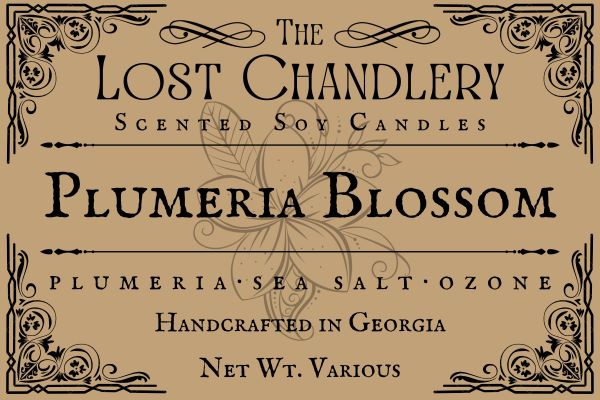 The
Lost Chandlery
Scented Soy Candles
Plumeria Blossom
PLUMERIA·SEA SALT·OZONE
Handcrafted in Georgia
Net Wt. Various